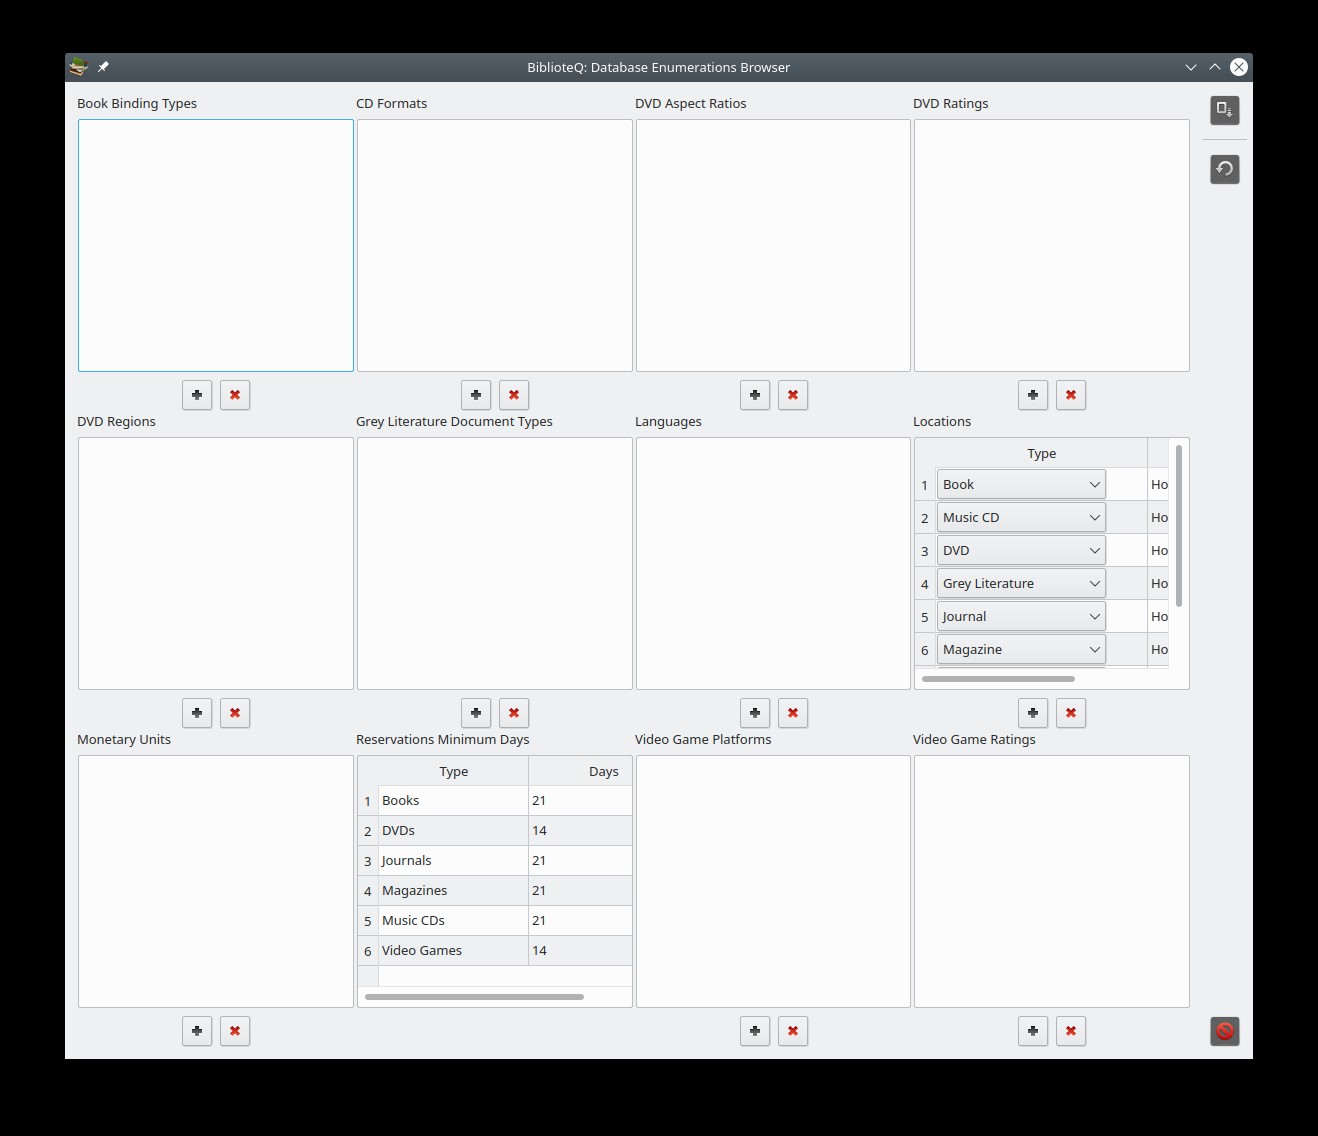 BiblioteQ: Database Enumerations Browser
Book Binding Types
CD Formats
DVD Aspect Ratios
DVD Ratings
DVD Regions
Grey Literature Document Types
Languages
Locations
Type
1 Book Ho
2 Music CD Ho
3 DVD Ho
4 Grey Literature Ho
5 Journal Ho
6 Magazine Ho
Monetary Units
Reservations Minimum Days
Video Game Platforms
Video Game Ratings
Type Days
1 Books 21
2 DVDs 14
3 Journals 21
4 Magazines 21
5 Music CDs 21
6 Video Games 14